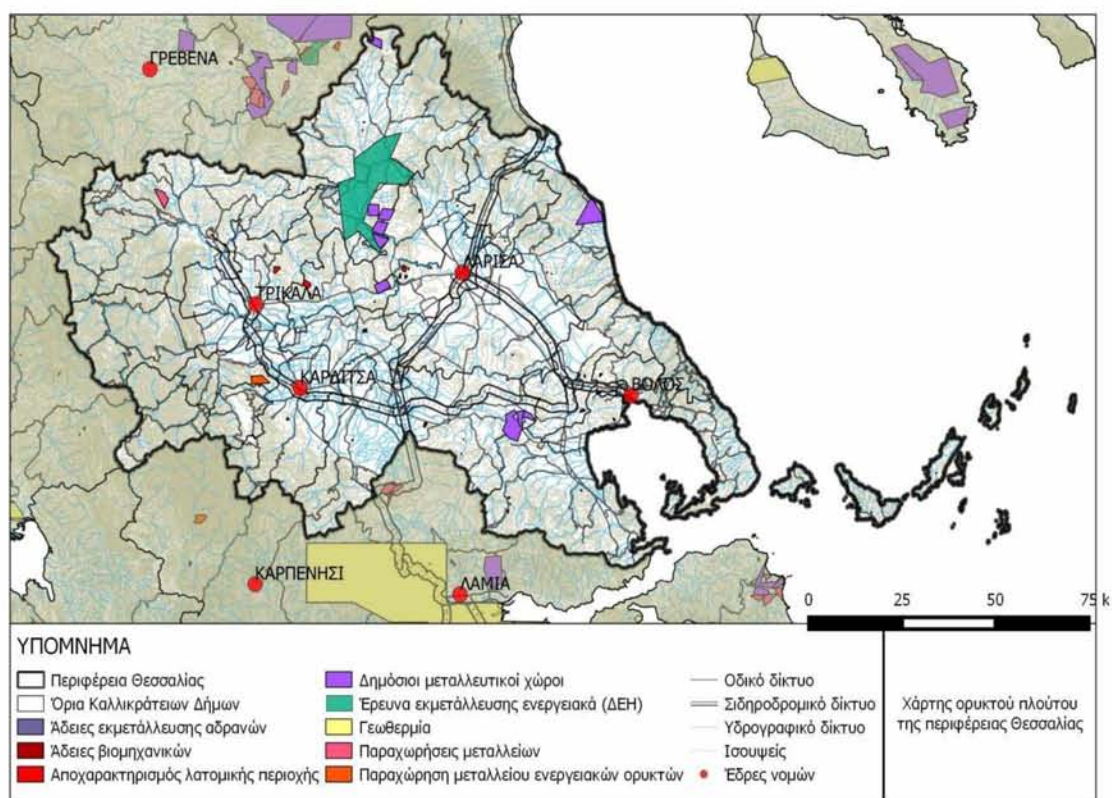 ΓΡΕΒΕΝΑ
ΛΑΡΙΣΑ
ΤΡΙΚΑΛΑ
ΚΑΡΔΙΤΣΑ
ΒΟΛΟΣ
ΚΑΡΠΕΝΗΣΙ
ΛΑΜΙΑ
0 25 50 75 k
ΥΠΟΜΝΗΜΑ
Περιφέρεια Θεσσαλίας
Όρια Καλλικράτειων Δήμων
Άδειες εκμετάλλευσης αδρανών
Άδειες βιομηχανικών
Αποχαρακτηρισμός λατομικής περιοχής
Δημόσιοι μεταλλευτικοί χώροι
Έρευνα εκμετάλλευσης ενεργειακά (ΔΕΗ)
Γεωθερμία
Παραχωρήσεις μεταλλείων
Παραχώρηση μεταλλείου ενεργειακών ορυκτών
Οδικό δίκτυο
Σιδηροδρομικό δίκτυο
Υδρογραφικό δίκτυο
Ισουψείς
Έδρες νομών
Χάρτης ορυκτού πλούτου
της περιφέρειας Θεσσαλίας